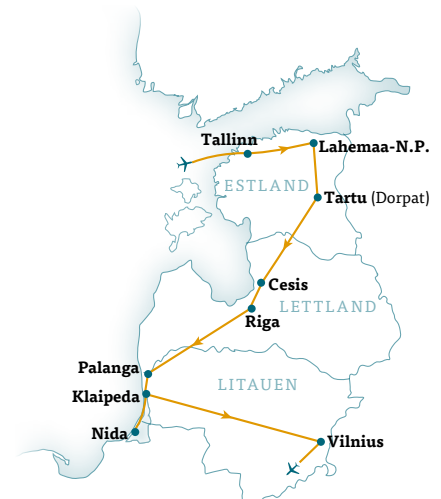 Tallinn
Lahemaa-N.P.
ESTLAND
Tartu (Dorpat)
Cesis
LETTLAND
Riga
Palanga
LITAUEN
Klaipeda
Nida
Vilnius